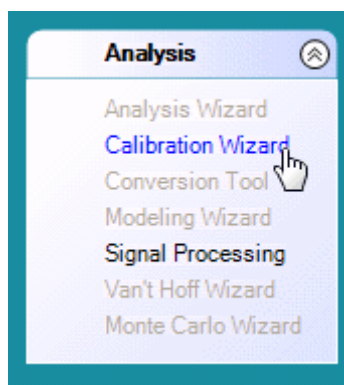 Analysis
Analysis Wizard
Calibration Wizard
Conversion Tool
Modeling Wizard
Signal Processing
Van't Hoff Wizard
Monte Carlo Wizard